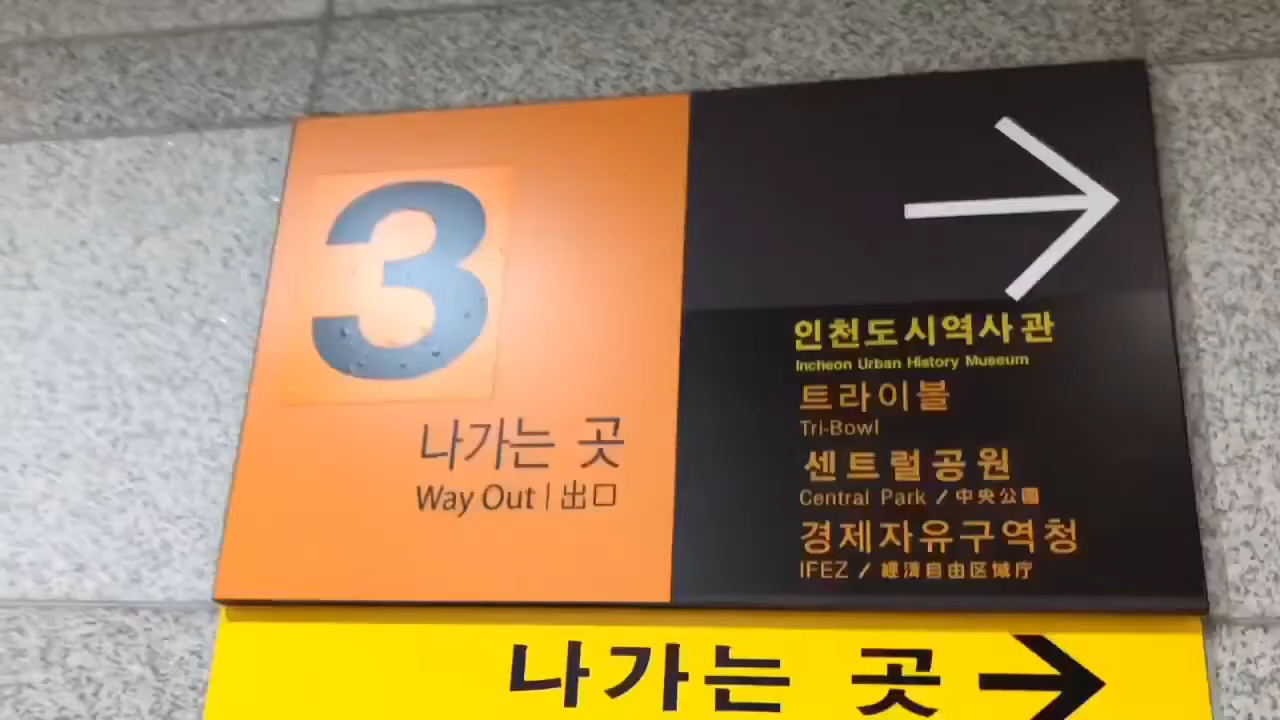 3
나가는 곳
Way Out | 出口
인천도시역사관
Incheon Urban History Museum
트라이볼
Tri-Bowl
센트럴공원
Central Park / 中央公園
경제자유구역청
IFEZ / 經済自由区域庁
나가는 곳